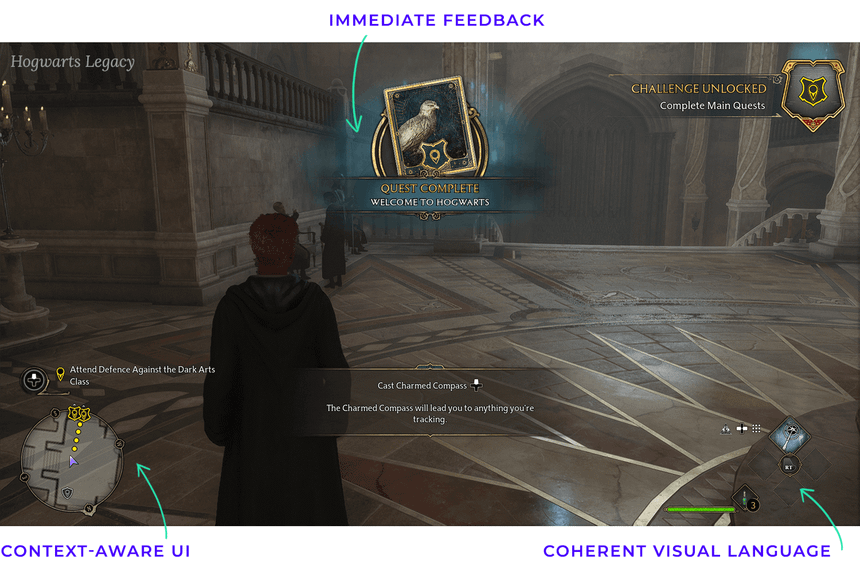 IMMEDIATE FEEDBACK
Hogwarts Legacy
CHALLENGE UNLOCKED
Complete Main Quests
QUEST COMPLETE
WELCOME TO HOGWARTS
Attend Defence Against the Dark Arts
Class
Cast Charmed Compass
The Charmed Compass will lead you to anything you're
tracking.
RT
3
CONTEXT-AWARE UI
COHERENT VISUAL LANGUAGE